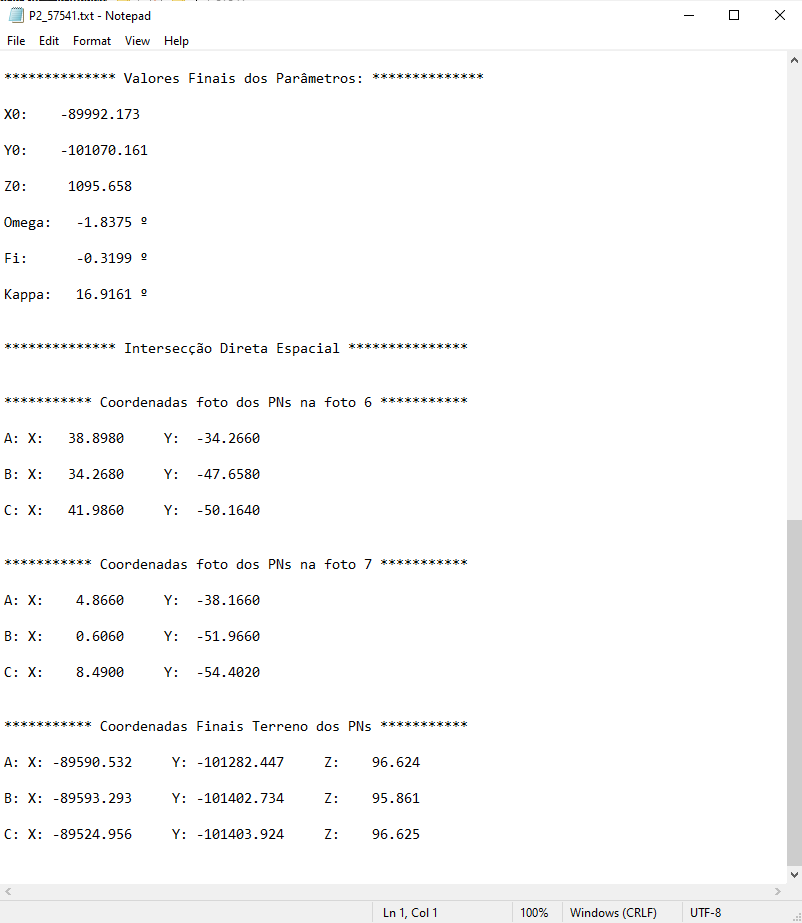 P2_57541.txt - Notepad
File Edit Format View Help
************** Valores Finais dos Parâmetros: **************
X0:    -89992.173
Y0:    -101070.161
Z0:     1095.658
Omega:   -1.8375 º
Fi:      -0.3199 º
Kappa:   16.9161 º
************** Intersecção Direta Espacial ***************
*********** Coordenadas foto dos PNs na foto 6 ***********
A: X:   38.8980     Y:  -34.2660
B: X:   34.2680     Y:  -47.6580
C: X:   41.9860     Y:  -50.1640
*********** Coordenadas foto dos PNs na foto 7 ***********
A: X:    4.8660     Y:  -38.1660
B: X:    0.6060     Y:  -51.9660
C: X:    8.4900     Y:  -54.4020
*********** Coordenadas Finais Terreno dos PNs ***********
A: X: -89590.532     Y: -101282.447     Z:    96.624
B: X: -89593.293     Y: -101402.734     Z:    95.861
C: X: -89524.956     Y: -101403.924     Z:    96.625
Ln 1, Col 1 100% Windows (CRLF) UTF-8